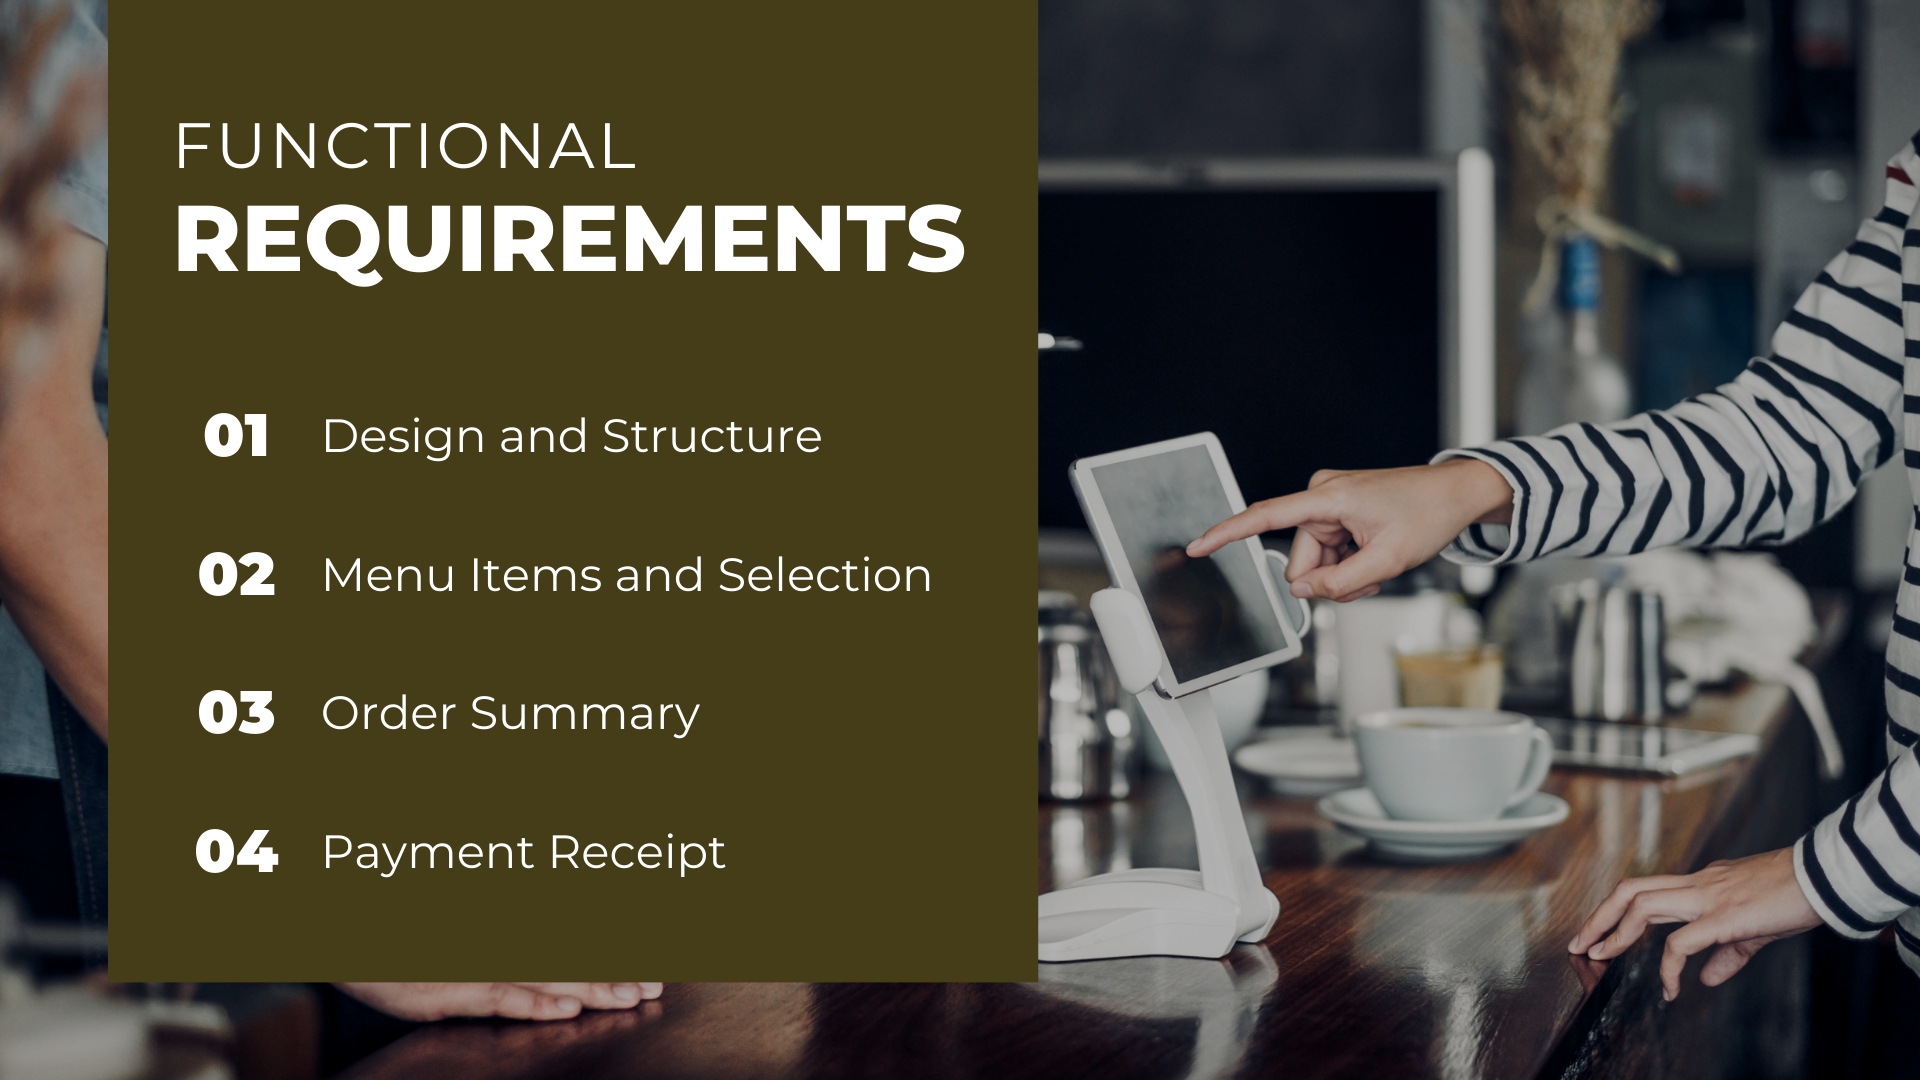 FUNCTIONAL
REQUIREMENTS
01 Design and Structure
02 Menu Items and Selection
03 Order Summary
04 Payment Receipt